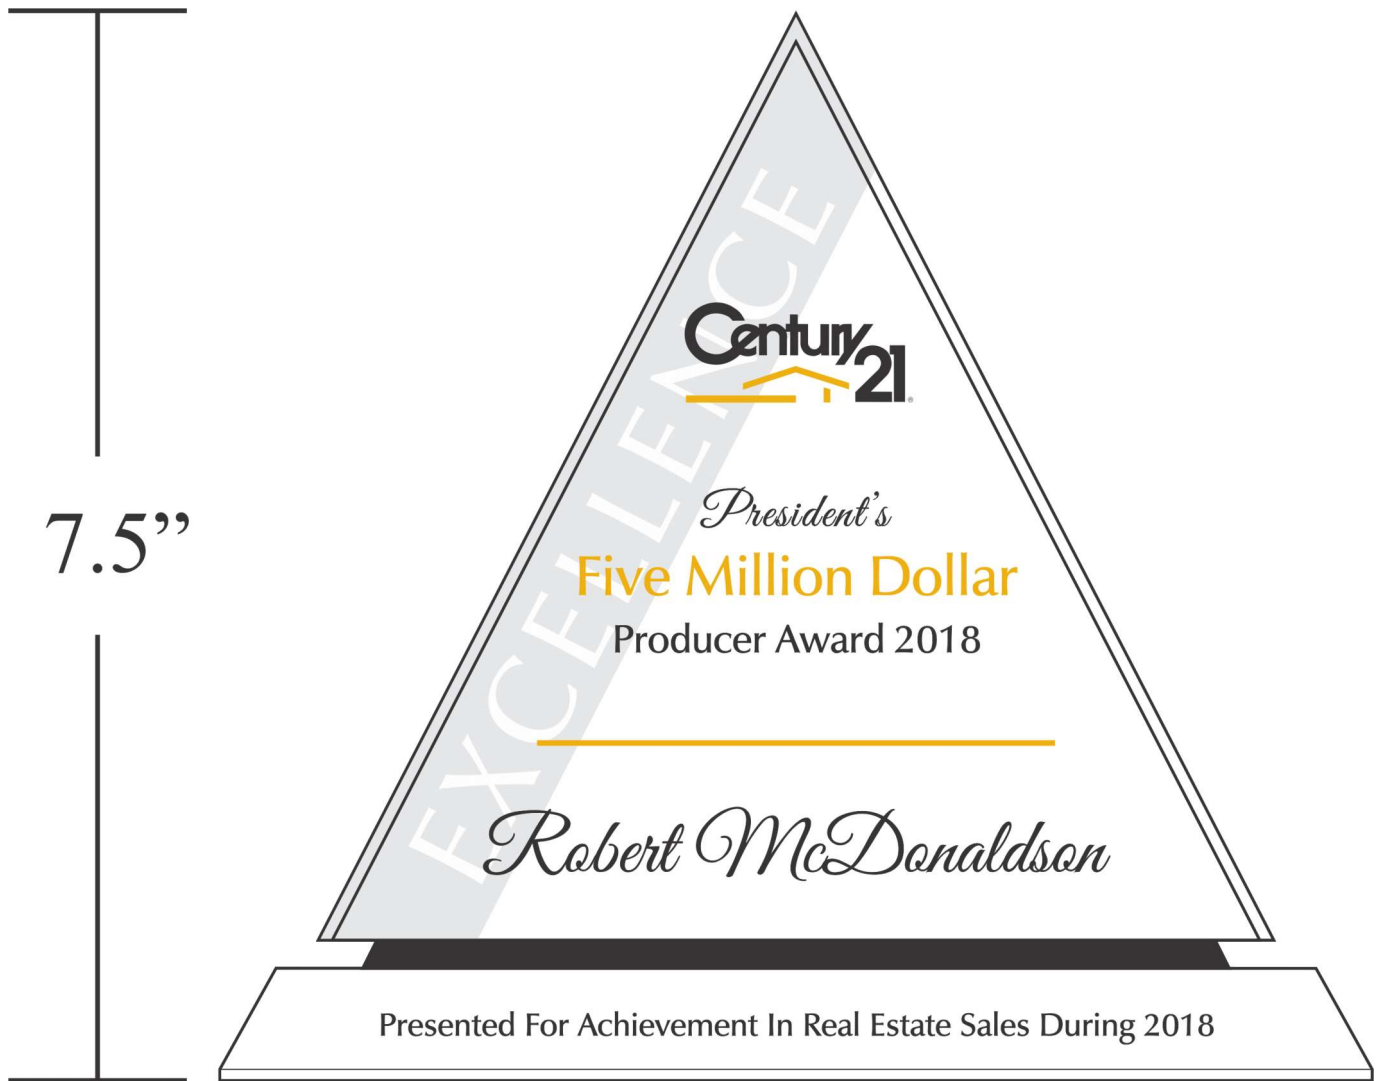 7.5”
EXCELLENCE
Century 21®
President’s
Five Million Dollar
Producer Award 2018
Robert McDonaldson
Presented For Achievement In Real Estate Sales During 2018